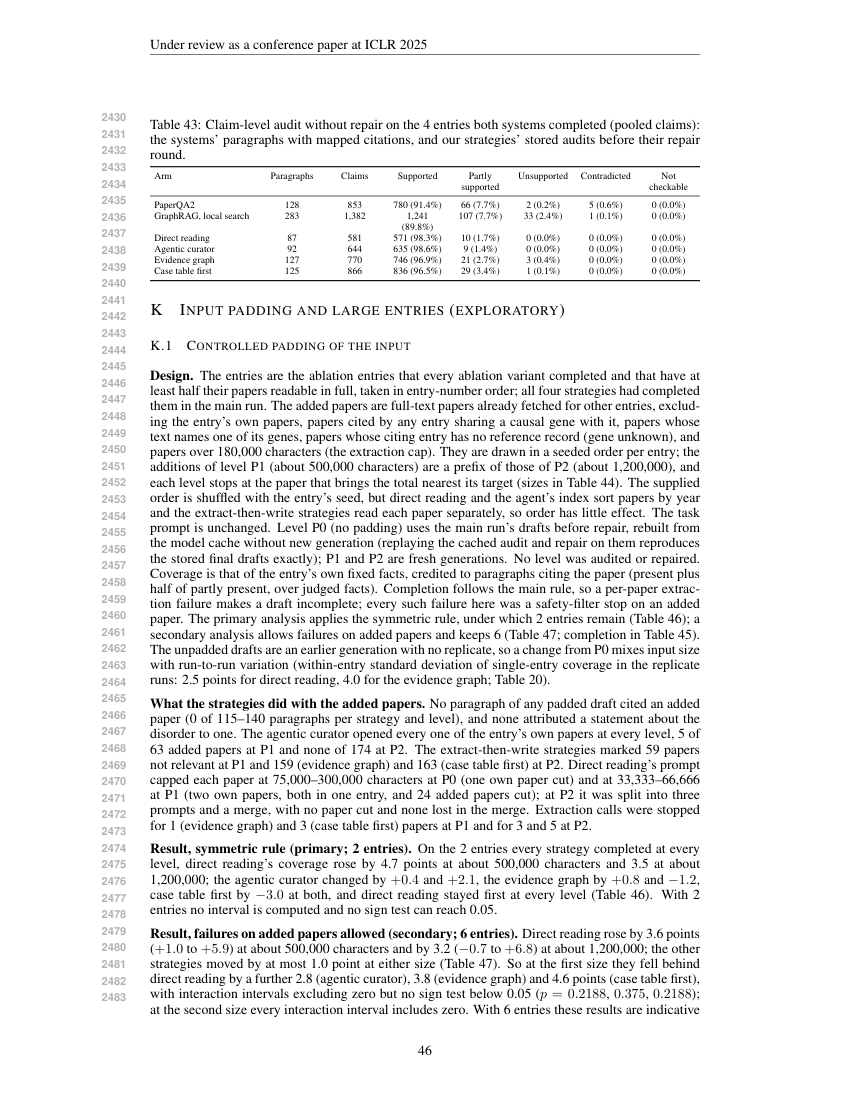 Under review as a conference paper at ICLR 2025
2430
2431
2432
2433
2434
2435
2436
2437
2438
2439
2440
2441
2442
2443
2444
2445
2446
2447
2448
2449
2450
2451
2452
2453
2454
2455
2456
2457
2458
2459
2460
2461
2462
2463
2464
2465
2466
2467
2468
2469
2470
2471
2472
2473
2474
2475
2476
2477
2478
2479
2480
2481
2482
2483
Table 43: Claim-level audit without repair on the 4 entries both systems completed (pooled claims):
the systems' paragraphs with mapped citations, and our strategies' stored audits before their repair
round.
Arm Paragraphs Claims Supported Partly supported Unsupported Contradicted Not checkable
PaperQA2 128 853 780 (91.4%) 66 (7.7%) 2 (0.2%) 5 (0.6%) 0 (0.0%)
GraphRAG, local search 283 1,382 1,241 (89.8%) 107 (7.7%) 33 (2.4%) 1 (0.1%) 0 (0.0%)
Direct reading 87 581 571 (98.3%) 10 (1.7%) 0 (0.0%) 0 (0.0%) 0 (0.0%)
Agentic curator 92 644 635 (98.6%) 9 (1.4%) 0 (0.0%) 0 (0.0%) 0 (0.0%)
Evidence graph 127 770 746 (96.9%) 21 (2.7%) 3 (0.4%) 0 (0.0%) 0 (0.0%)
Case table first 125 866 836 (96.5%) 29 (3.4%) 1 (0.1%) 0 (0.0%) 0 (0.0%)
K INPUT PADDING AND LARGE ENTRIES (EXPLORATORY)
K.1 CONTROLLED PADDING OF THE INPUT
Design. The entries are the ablation entries that every ablation variant completed and that have at
least half their papers readable in full, taken in entry-number order; all four strategies had completed
them in the main run. The added papers are full-text papers already fetched for other entries, exclud-
ing the entry's own papers, papers cited by any entry sharing a causal gene with it, papers whose
text names one of its genes, papers whose citing entry has no reference record (gene unknown), and
papers over 180,000 characters (the extraction cap). They are drawn in a seeded order per entry; the
additions of level P1 (about 500,000 characters) are a prefix of those of P2 (about 1,200,000), and
each level stops at the paper that brings the total nearest its target (sizes in Table 44). The supplied
order is shuffled with the entry's seed, but direct reading and the agent's index sort papers by year
and the extract-then-write strategies read each paper separately, so order has little effect. The task
prompt is unchanged. Level P0 (no padding) uses the main run's drafts before repair, rebuilt from
the model cache without new generation (replaying the cached audit and repair on them reproduces
the stored final drafts exactly); P1 and P2 are fresh generations. No level was audited or repaired.
Coverage is that of the entry's own fixed facts, credited to paragraphs citing the paper (present plus
half of partly present, over judged facts). Completion follows the main rule, so a per-paper extrac-
tion failure makes a draft incomplete; every such failure here was a safety-filter stop on an added
paper. The primary analysis applies the symmetric rule, under which 2 entries remain (Table 46); a
secondary analysis allows failures on added papers and keeps 6 (Table 47; completion in Table 45).
The unpadded drafts are an earlier generation with no replicate, so a change from P0 mixes input size
with run-to-run variation (within-entry standard deviation of single-entry coverage in the replicate
runs: 2.5 points for direct reading, 4.0 for the evidence graph; Table 20).
What the strategies did with the added papers. No paragraph of any padded draft cited an added
paper (0 of 115–140 paragraphs per strategy and level), and none attributed a statement about the
disorder to one. The agentic curator opened every one of the entry's own papers at every level, 5 of
63 added papers at P1 and none of 174 at P2. The extract-then-write strategies marked 59 papers
not relevant at P1 and 159 (evidence graph) and 163 (case table first) at P2. Direct reading's prompt
capped each paper at 75,000–300,000 characters at P0 (one own paper cut) and at 33,333–66,666
at P1 (two own papers, both in one entry, and 24 added papers cut); at P2 it was split into three
prompts and a merge, with no paper cut and none lost in the merge. Extraction calls were stopped
for 1 (evidence graph) and 3 (case table first) papers at P1 and for 3 and 5 at P2.
Result, symmetric rule (primary; 2 entries). On the 2 entries every strategy completed at every
level, direct reading's coverage rose by 4.7 points at about 500,000 characters and 3.5 at about
1,200,000; the agentic curator changed by +0.4 and +2.1, the evidence graph by +0.8 and −1.2,
case table first by −3.0 at both, and direct reading stayed first at every level (Table 46). With 2
entries no interval is computed and no sign test can reach 0.05.
Result, failures on added papers allowed (secondary; 6 entries). Direct reading rose by 3.6 points
(+1.0 to +5.9) at about 500,000 characters and by 3.2 (−0.7 to +6.8) at about 1,200,000; the other
strategies moved by at most 1.0 point at either size (Table 47). So at the first size they fell behind
direct reading by a further 2.8 (agentic curator), 3.8 (evidence graph) and 4.6 points (case table first),
with interaction intervals excluding zero but no sign test below 0.05 (p = 0.2188, 0.375, 0.2188);
at the second size every interaction interval includes zero. With 6 entries these results are indicative
46